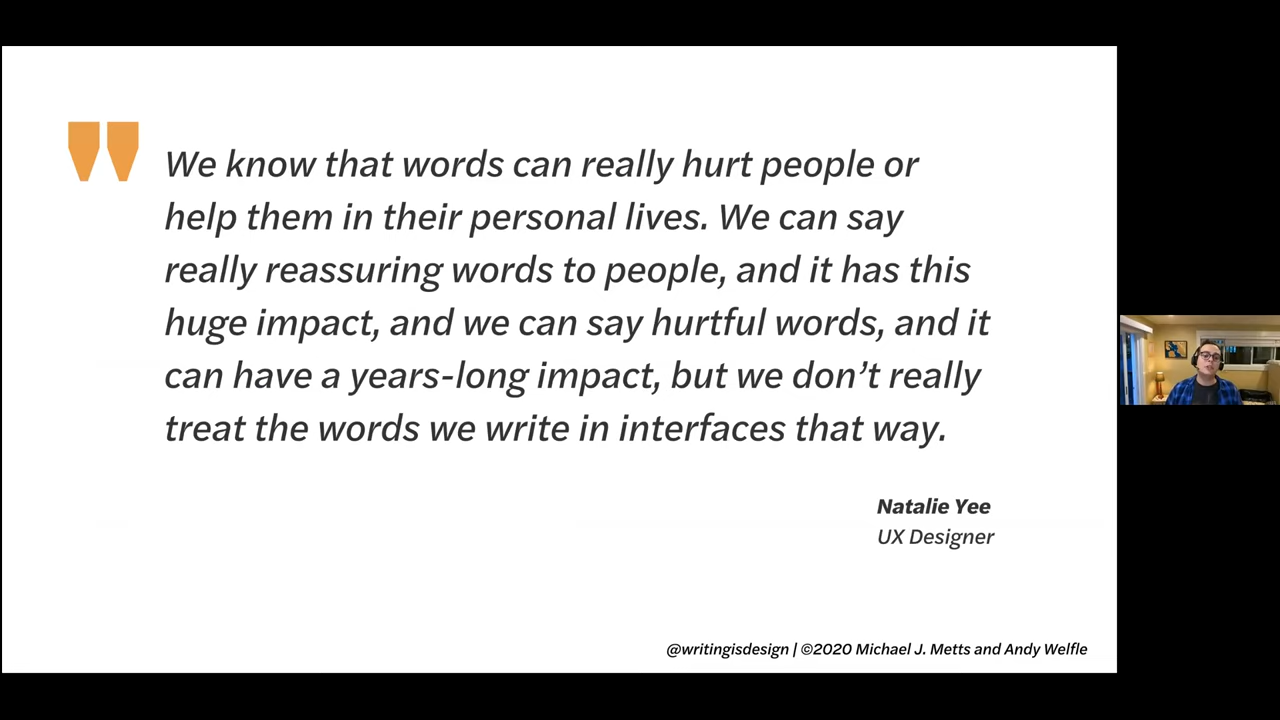 We know that words can really hurt people or
help them in their personal lives. We can say
really reassuring words to people, and it has this
huge impact, and we can say hurtful words, and it
can have a years-long impact, but we don’t really
treat the words we write in interfaces that way.
Natalie Yee
UX Designer
@writingisdesign | ©2020 Michael J. Metts and Andy Welfle